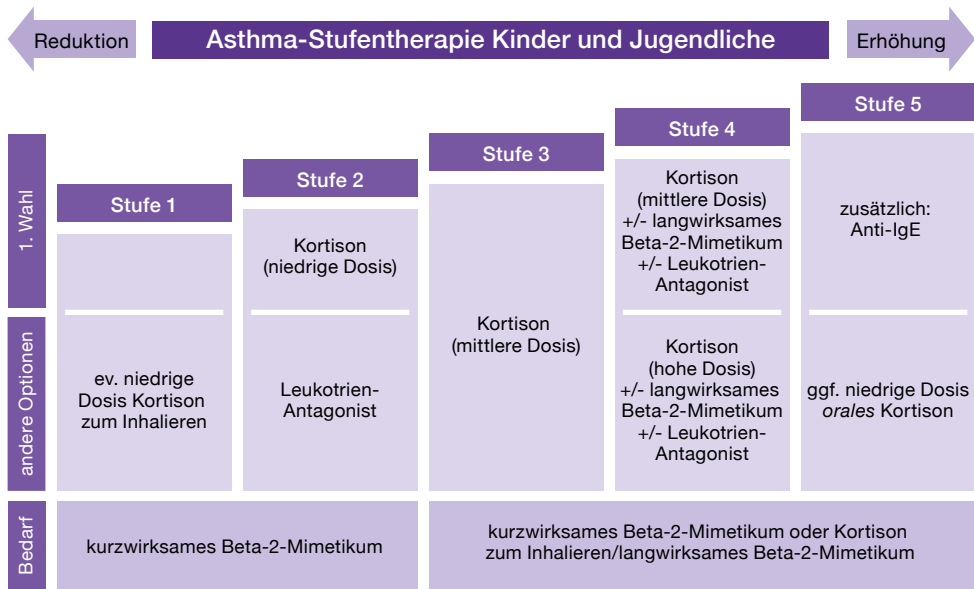 Reduktion
Asthma-Stufentherapie Kinder und Jugendliche
Erhöhung
Stufe 1
Stufe 2
Stufe 3
Stufe 4
Stufe 5
1. Wahl
Kortison
(niedrige Dosis)
Kortison
(mittlere Dosis)
Kortison
(mittlere Dosis)
+/- langwirksames
Beta-2-Mimetikum
+/- Leukotrien-
Antagonist
zusätzlich:
Anti-IgE
andere Optionen
ev. niedrige
Dosis Kortison
zum Inhalieren
Leukotrien-
Antagonist
Kortison
(hohe Dosis)
+/- langwirksames
Beta-2-Mimetikum
+/- Leukotrien-
Antagonist
ggf. niedrige Dosis
orales Kortison
Bedarf
kurzwirksames Beta-2-Mimetikum
kurzwirksames Beta-2-Mimetikum oder Kortison
zum Inhalieren/langwirksames Beta-2-Mimetikum